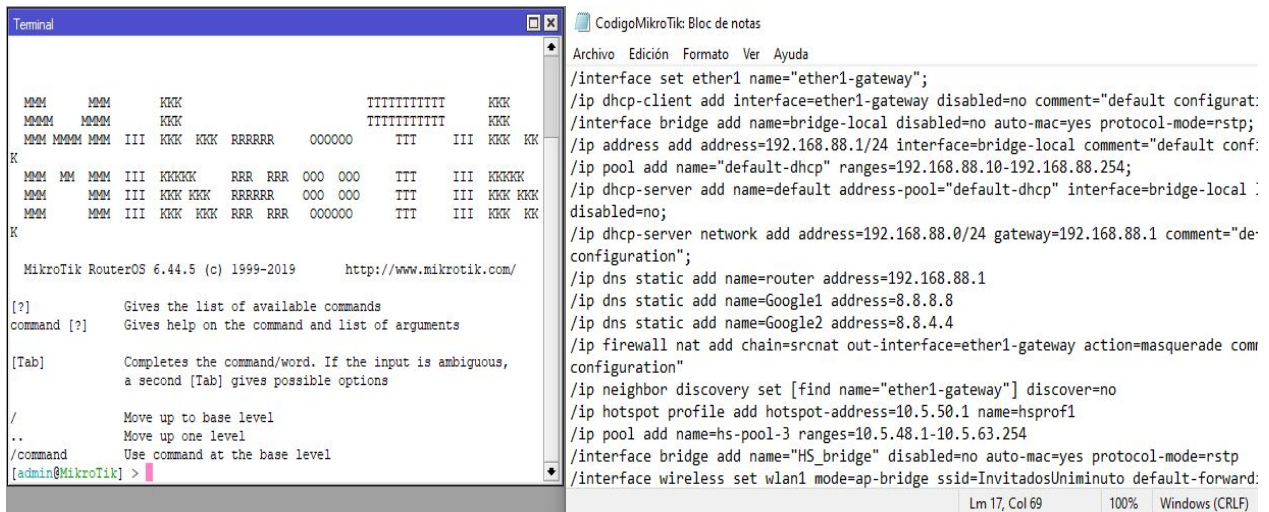 Terminal
MMM MMM KKK TTTTTTTTTTT KKK
MMMM MMMM KKK TTTTTTTTTTT KKK
MMM MMMM MMM III KKK KKK RRRRRR OOOOOO TTT III KKK KK
K
MMM MM MMM III KKKKK RRR RRR OOO OOO TTT III KKKKK
MMM MMM III KKK KKK RRRRRR OOO OOO TTT III KKK KKK
MMM MMM III KKK KKK RRR RRR OOOOOO TTT III KKK KK
K
MikroTik RouterOS 6.44.5 (c) 1999-2019 http://www.mikrotik.com/
[?] Gives the list of available commands
command [?] Gives help on the command and list of arguments
[Tab] Completes the command/word. If the input is ambiguous,
a second [Tab] gives possible options
/ Move up to base level
.. Move up one level
/command Use command at the base level
[admin@MikroTik] >
CodigoMikroTik: Bloc de notas
Archivo Edición Formato Ver Ayuda
/interface set ether1 name="ether1-gateway";
/ip dhcp-client add interface=ether1-gateway disabled=no comment="default
/interface bridge add name=bridge-local disabled=no auto-mac=yes protocol-mode=rstp;
/ip address add address=192.168.88.1/24 interface=bridge-local comment="default
/ip pool add name="default-dhcp" ranges=192.168.88.10-192.168.88.254;
/ip dhcp-server add name=default address-pool="default-dhcp" interface=bridge-local
disabled=no;
/ip dhcp-server network add address=192.168.88.0/24 gateway=192.168.88.1
configuration";
/ip dns static add name=router address=192.168.88.1
/ip dns static add name=Google1 address=8.8.8.8
/ip dns static add name=Google2 address=8.8.4.4
/ip firewall nat add chain=srcnat out-interface=ether1-gateway action=masquerade
configuration"
/ip neighbor discovery set [find name="ether1-gateway"] discover=no
/ip hotspot profile add hotspot-address=10.5.50.1 name=hsprof1
/ip pool add name=hs-pool-3 ranges=10.5.48.1-10.5.63.254
/interface bridge add name="HS_bridge" disabled=no auto-mac=yes protocol-mode=rstp
/interface wireless set wlan1 mode=ap-bridge ssid=InvitadosUniminuto
Lm 17, Col 69 100% Windows (CRLF)